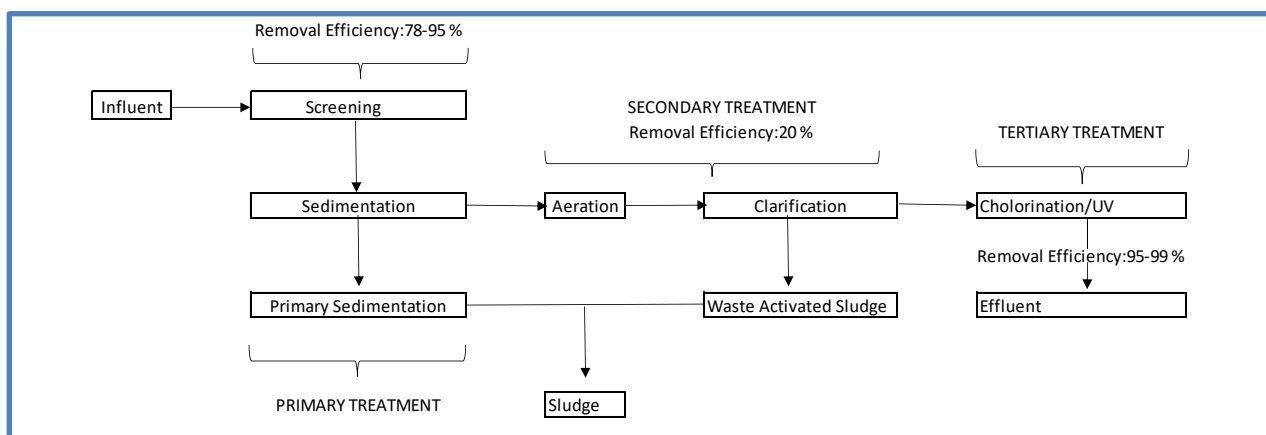 Removal Efficiency:78-95 %
Influent
Screening
SECONDARY TREATMENT
Removal Efficiency:20 %
TERTIARY TREATMENT
Sedimentation
Aeration
Clarification
Cholorination/UV
Removal Efficiency:95-99 %
Primary Sedimentation
Waste Activated Sludge
Effluent
PRIMARY TREATMENT
Sludge